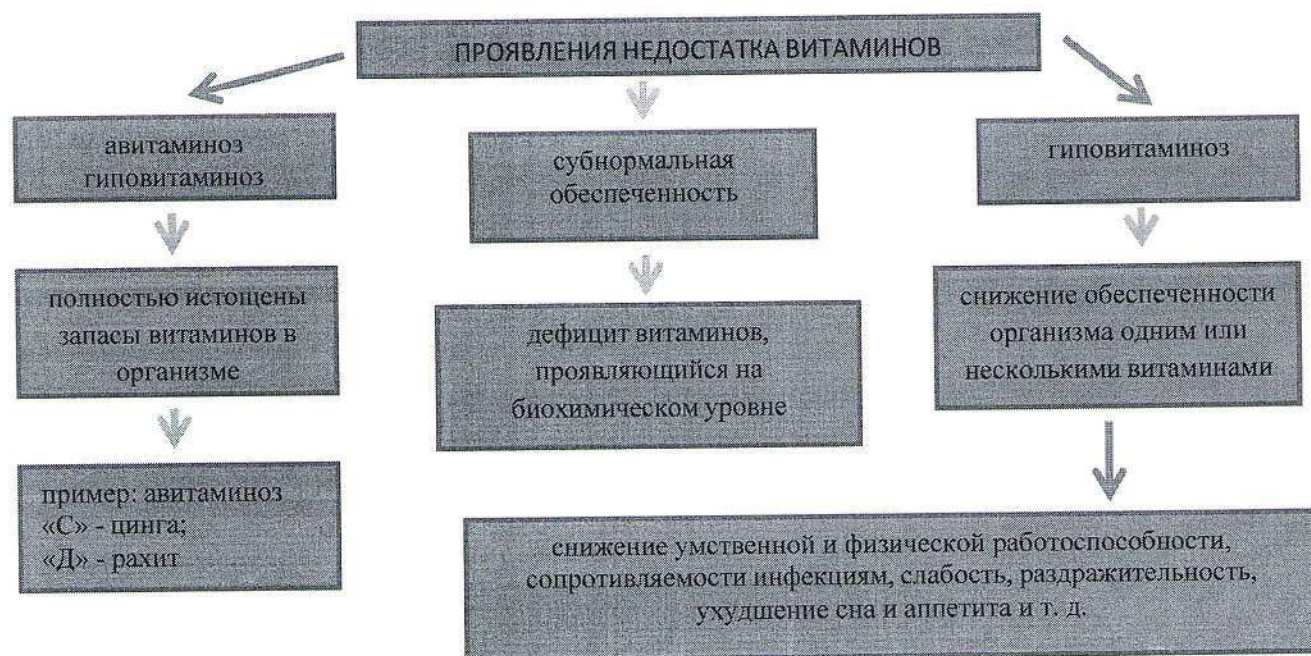 ПРОЯВЛЕНИЯ НЕДОСТАТКА ВИТАМИНОВ
авитаминоз
гиповитаминоз
полностью истощены
запасы витаминов в
организме
пример: авитаминоз
«С» - цинга;
«Д» - рахит
субнормальная
обеспеченность
дефицит витаминов,
проявляющийся на
биохимическом уровне
гиповитаминоз
снижение обеспеченности
организма одним или
несколькими витаминами
снижение умственной и физической работоспособности,
сопротивляемости инфекциям, слабость, раздражительность,
ухудшение сна и аппетита и т. д.